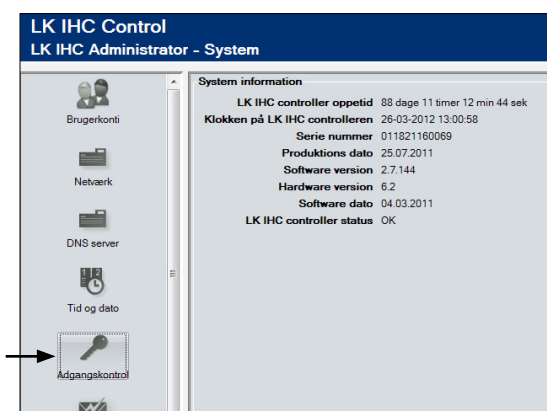 LK IHC Control
LK IHC Administrator - System
Brugerkonti
Netværk
DNS server
Tid og dato
Adgangskontrol
System information
LK IHC controller oppetid 88 dage 11 timer 12 min 44 sek
Klokken på LK IHC controlleren 26-03-2012 13:00:58
Serie nummer 011821160069
Produktions dato 25.07.2011
Software version 2.7.144
Hardware version 6.2
Software dato 04.03.2011
LK IHC controller status OK